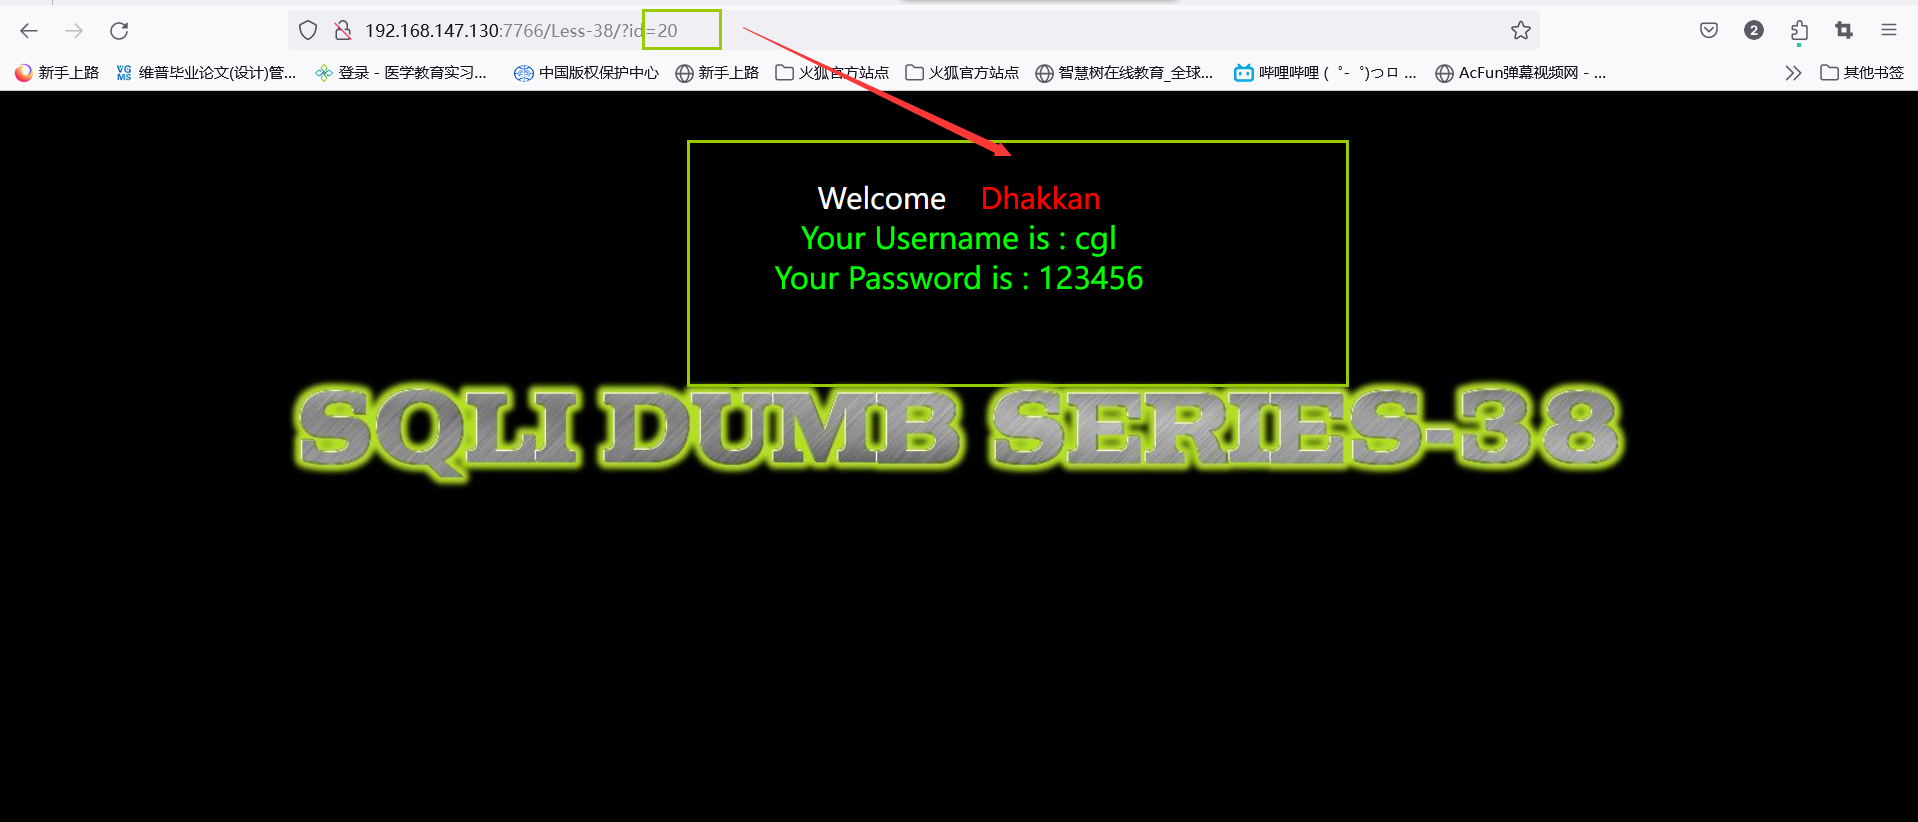 192.168.147.130:7766/Less-38/?id=20
2
新手上路 维普毕业论文(设计)管... 登录 - 医学教育实习... 中国版权保护中心 新手上路 火狐官方站点 火狐官方站点 智慧树在线教育_全球... 哔哩哔哩 ( ゜- ゜)つロ ... AcFun弹幕视频网 - ... 其他书签
Welcome Dhakkan
Your Username is : cgl
Your Password is : 123456
SQLI DUMB SERIES-38